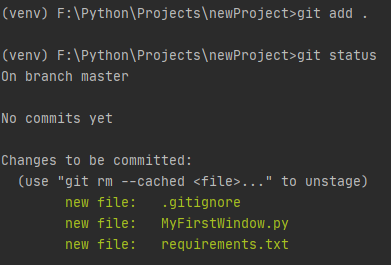 (venv) F:\Python\Projects\newProject>git add .
(venv) F:\Python\Projects\newProject>git status
On branch master
No commits yet
Changes to be committed:
  (use "git rm --cached <file>..." to unstage)
        new file:   .gitignore
        new file:   MyFirstWindow.py
        new file:   requirements.txt